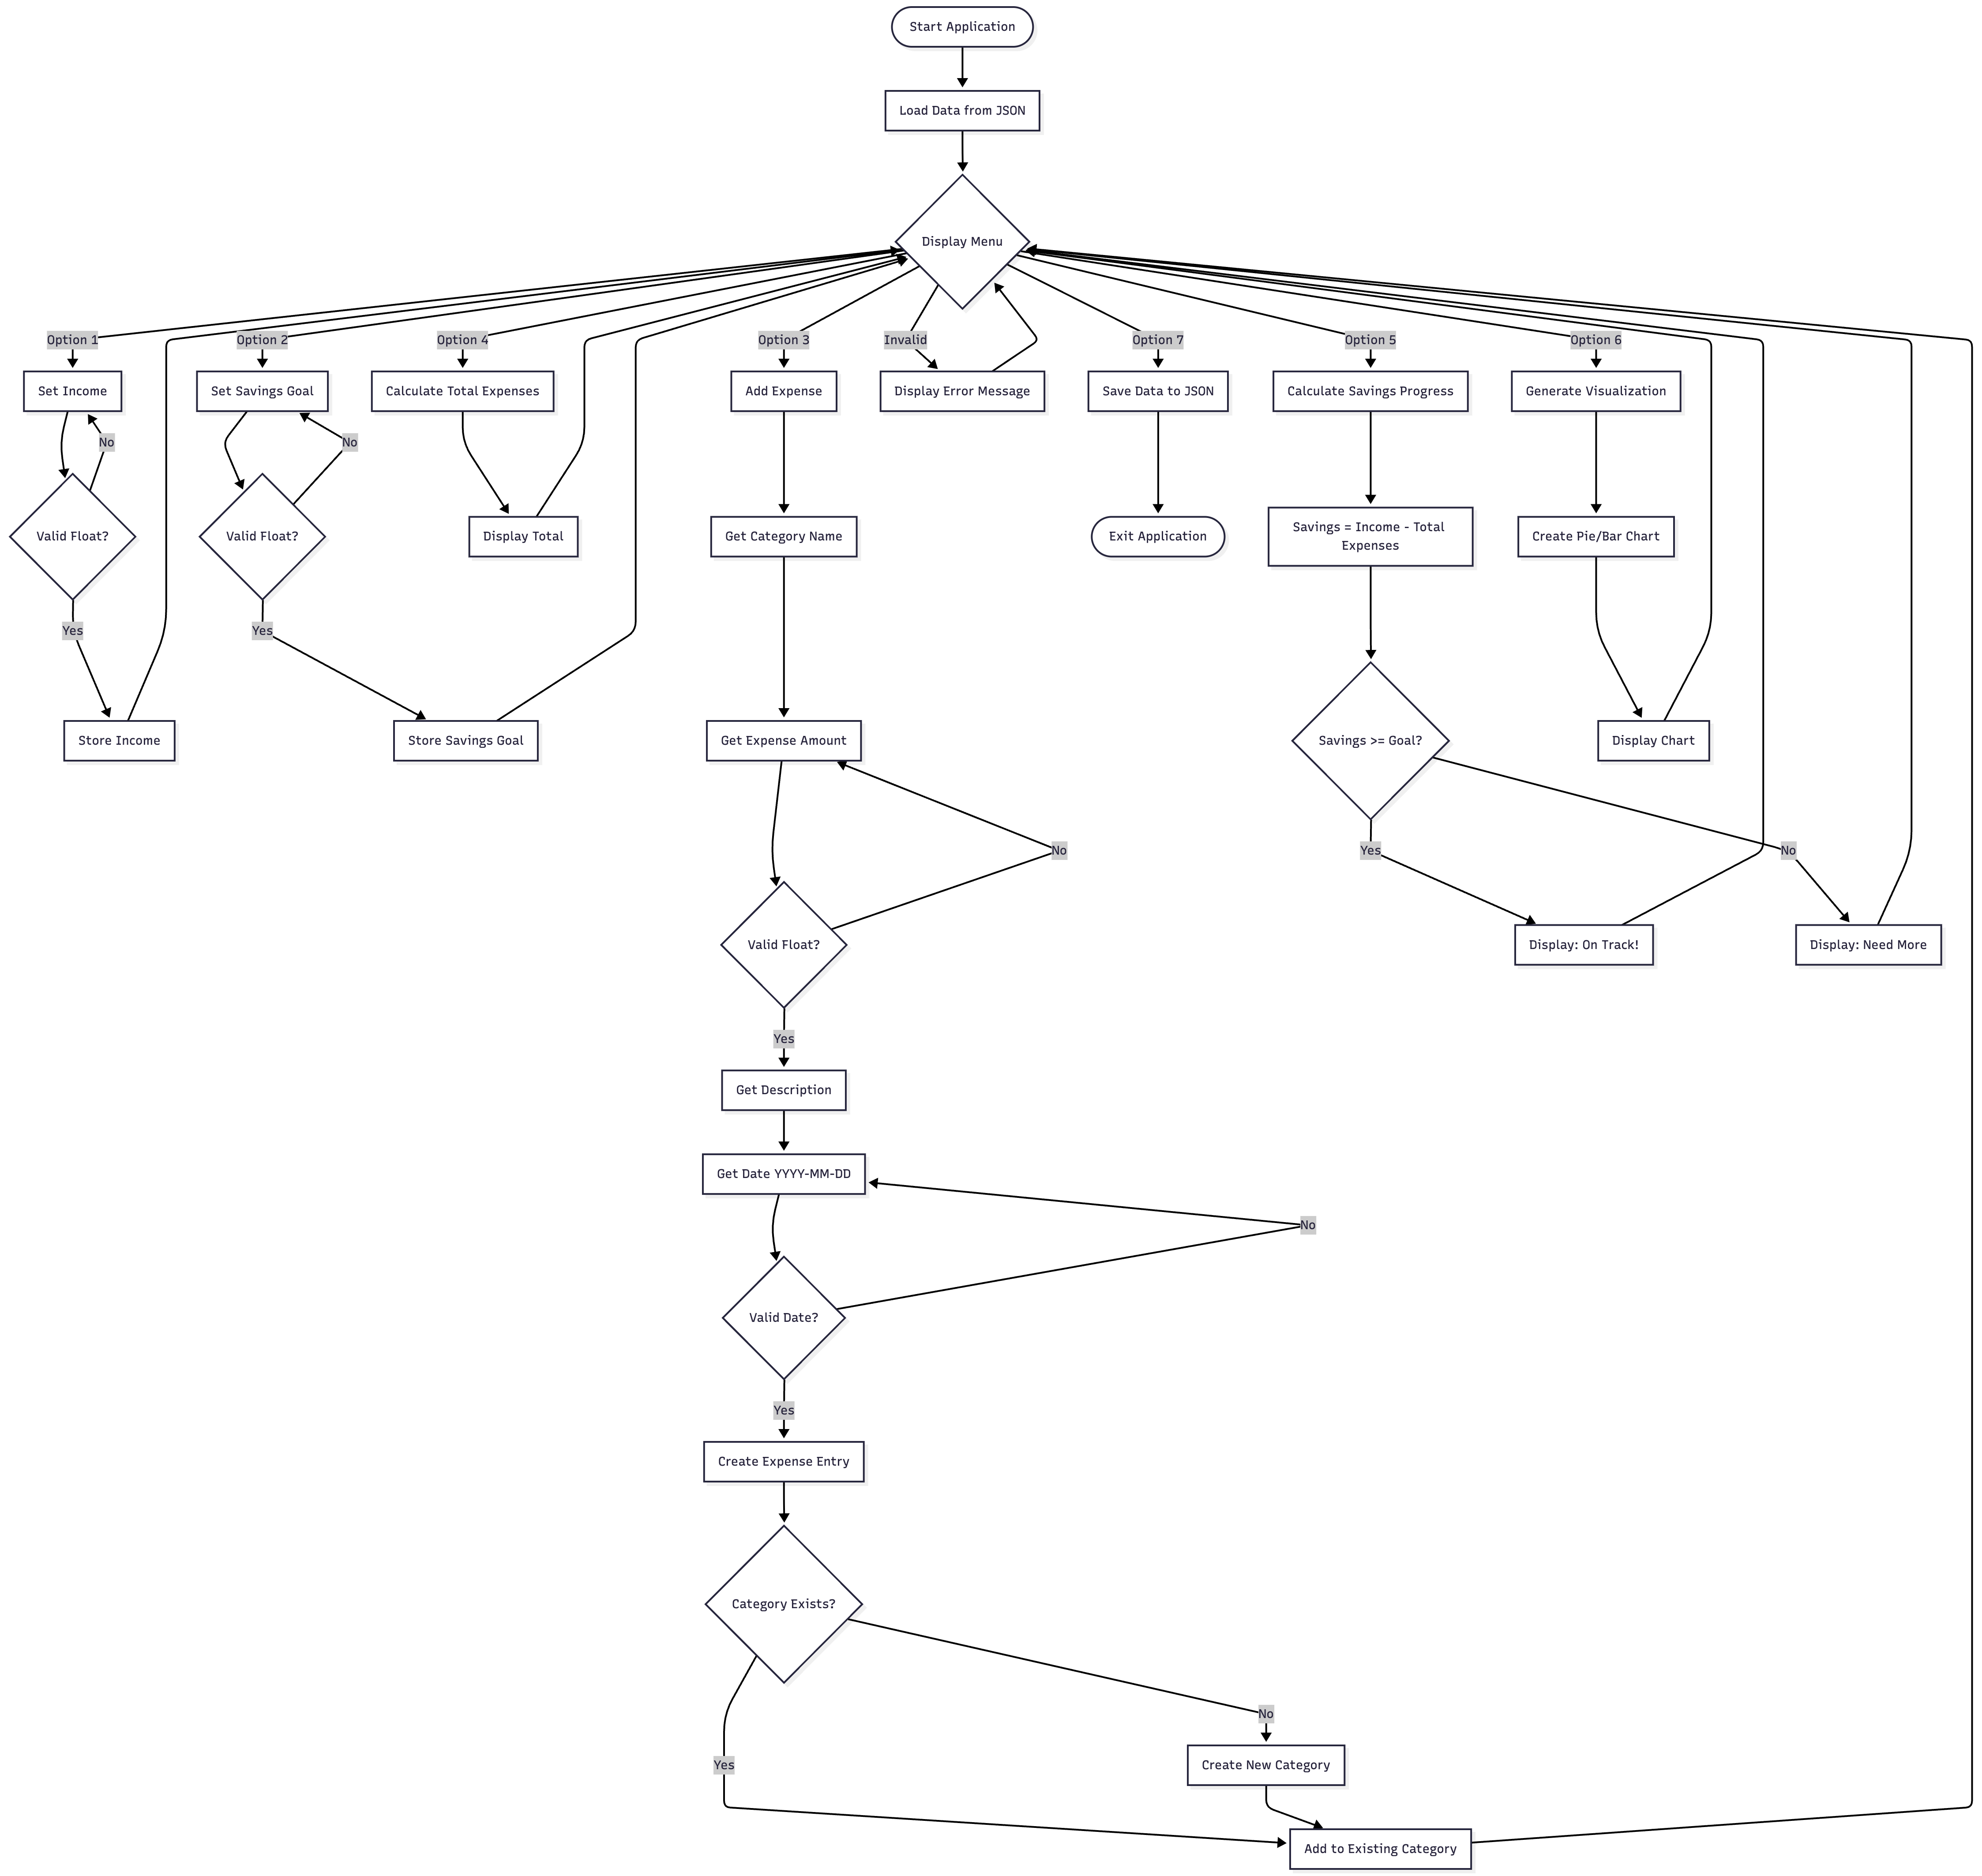 Start Application
Load Data from JSON
Display Menu
Option 1
Option 2
Option 4
Option 3
Invalid
Option 7
Option 5
Option 6
Set Income
Set Savings Goal
Calculate Total Expenses
Add Expense
Display Error Message
Save Data to JSON
Calculate Savings Progress
Generate Visualization
No
No
Valid Float?
Valid Float?
Display Total
Get Category Name
Exit Application
Savings = Income - Total
Expenses
Create Pie/Bar Chart
Yes
Yes
Store Income
Store Savings Goal
Get Expense Amount
Savings >= Goal?
Display Chart
No
Yes
No
Valid Float?
Display: On Track!
Display: Need More
Yes
Get Description
Get Date YYYY-MM-DD
No
Valid Date?
Yes
Create Expense Entry
Category Exists?
No
Yes
Create New Category
Add to Existing Category